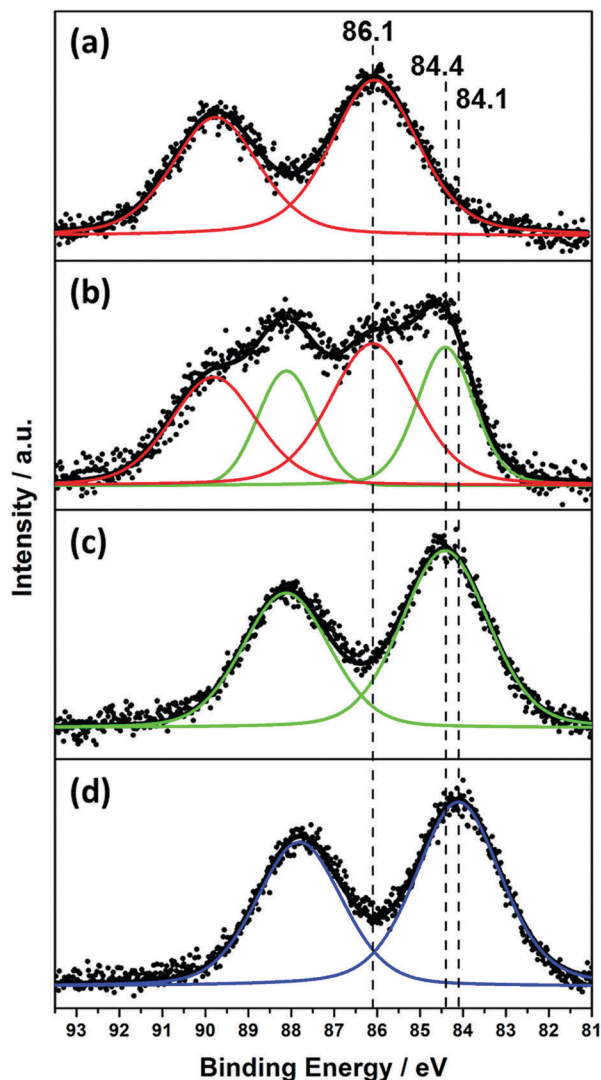 (a)
86.1
84.4
84.1
(b)
(c)
(d)
Intensity / a.u.
93 92 91 90 89 88 87 86 85 84 83 82 81
Binding Energy / eV